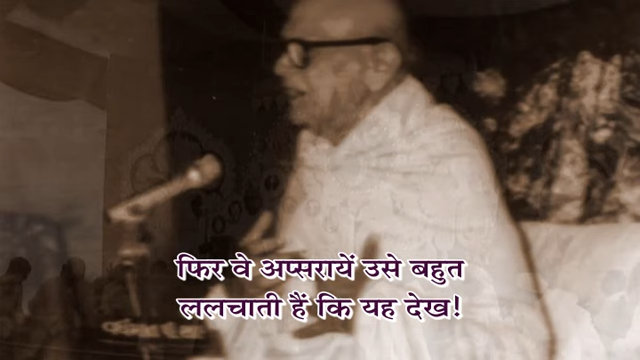 फिर वे अप्सरायें उसे बहुत
ललचाती हैं कि यह देख!